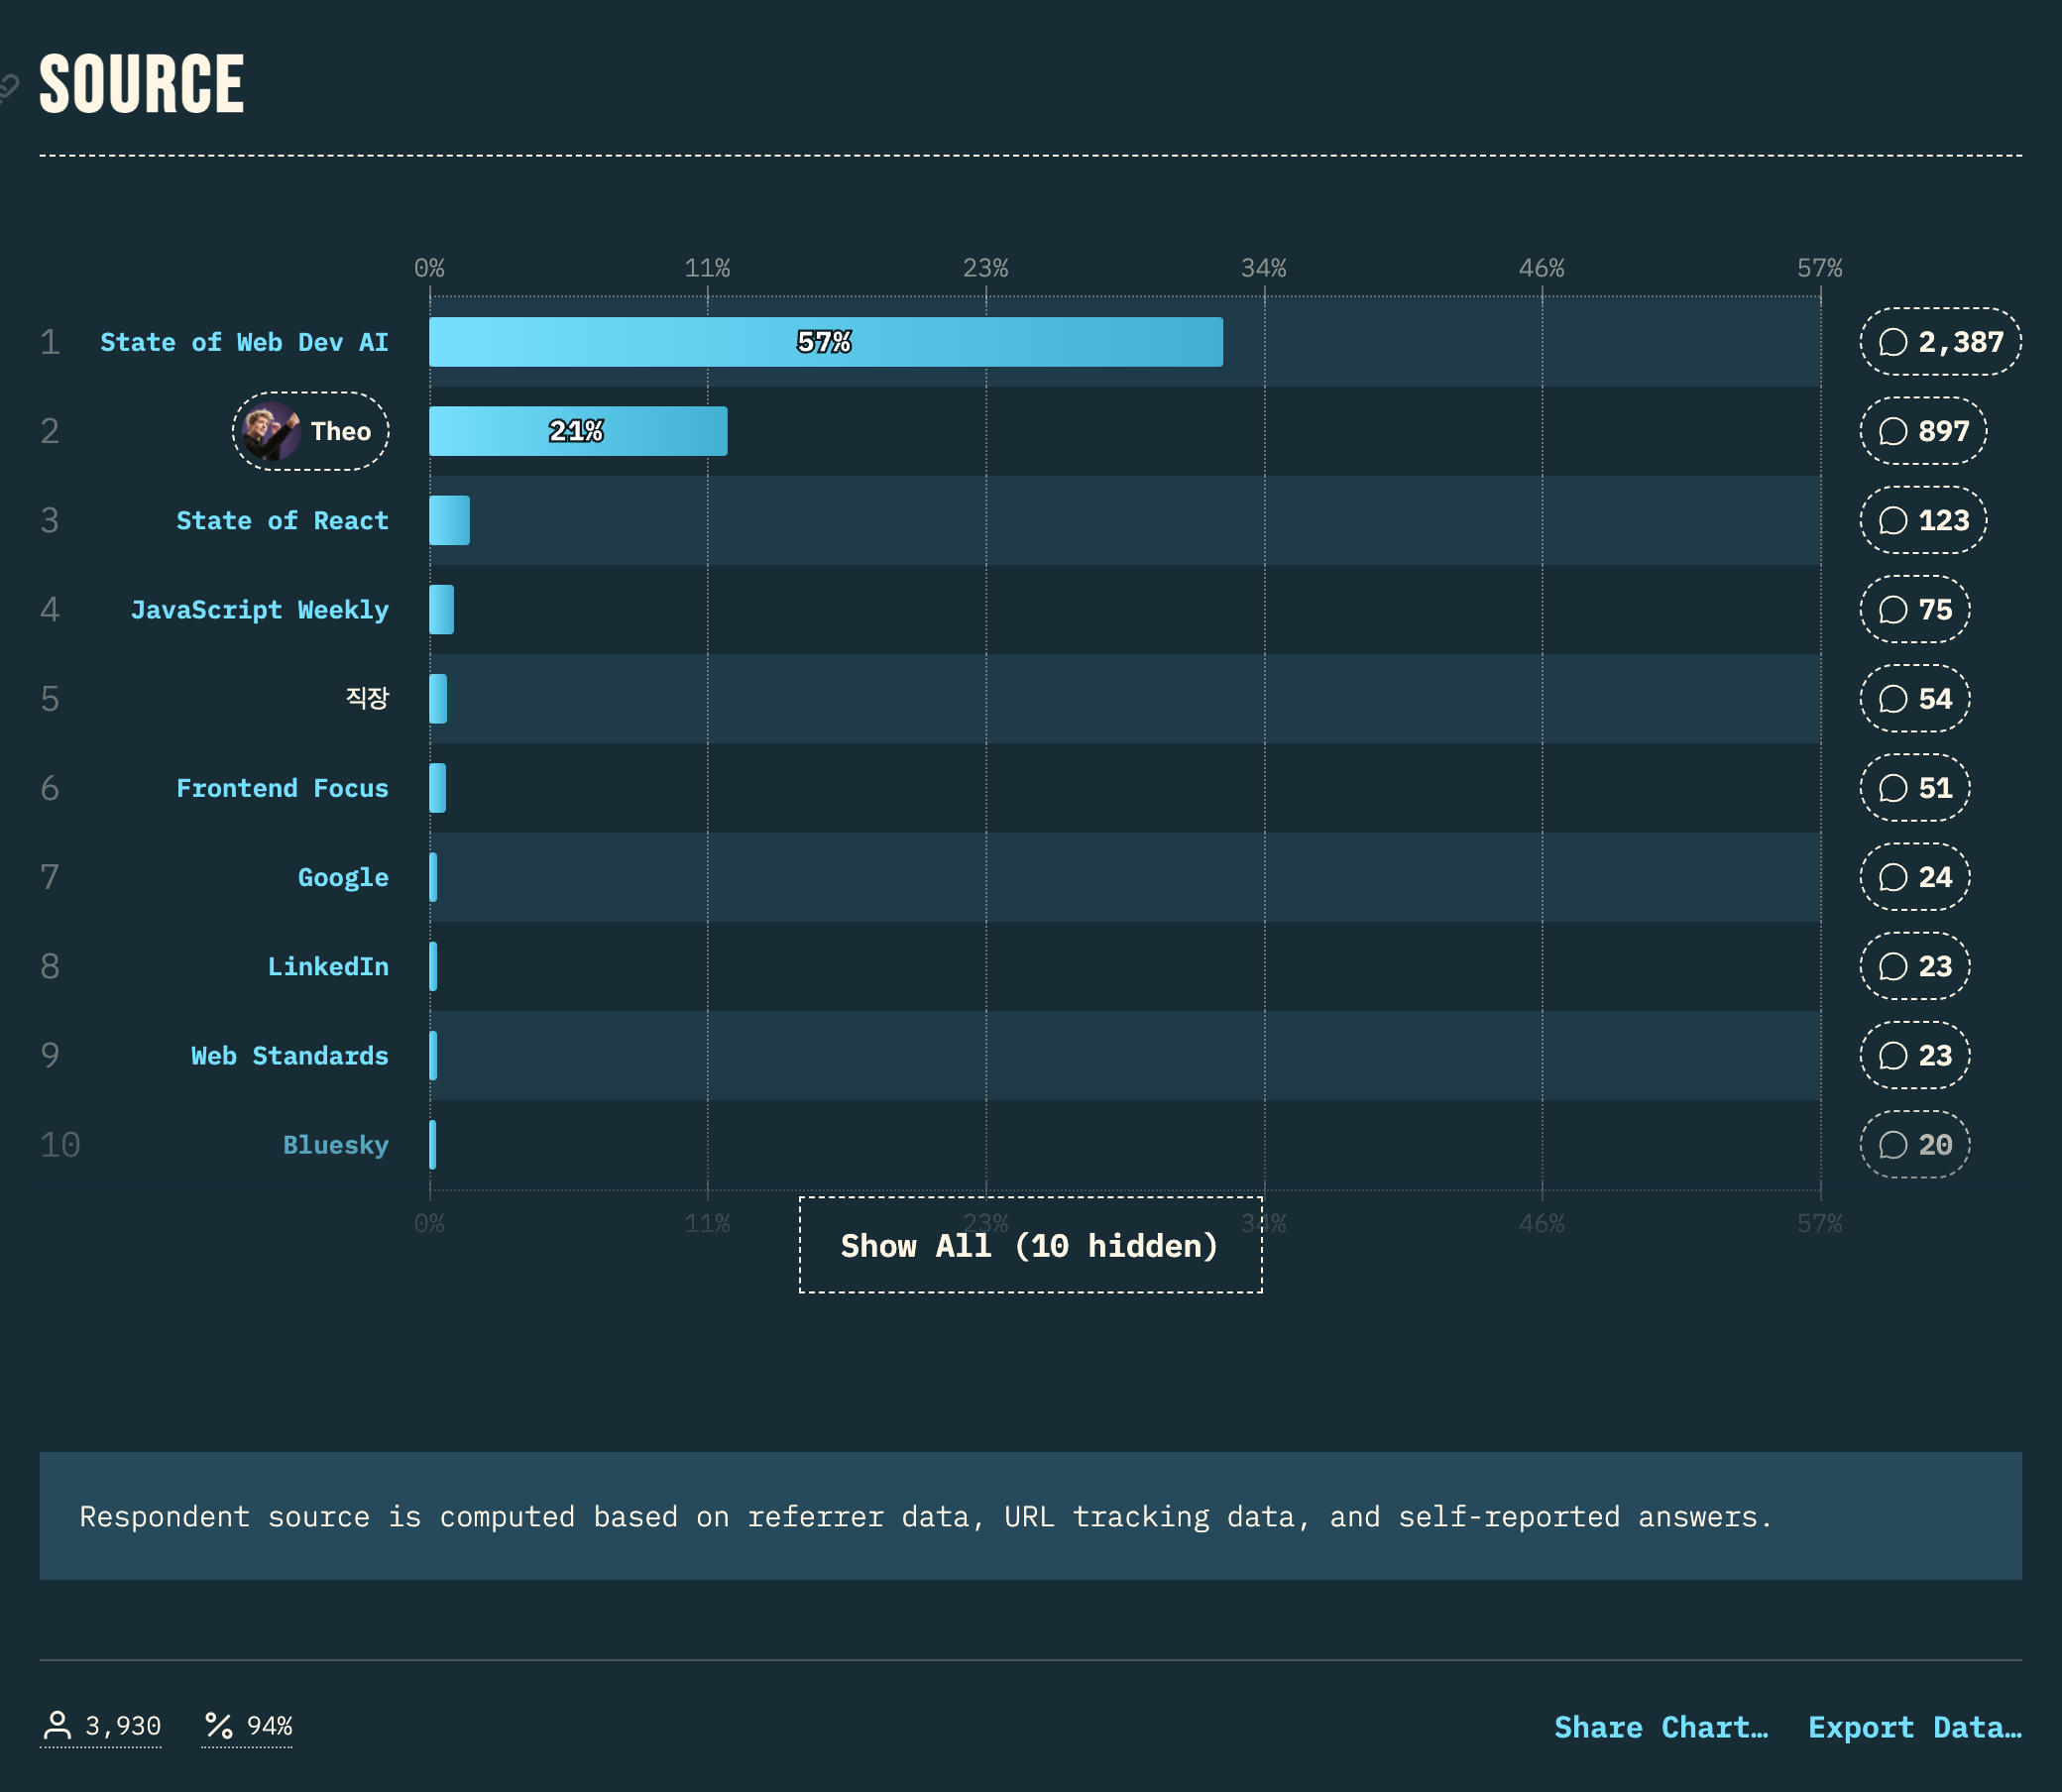 SOURCE
0% 11% 23% 34% 46% 57%
1 State of Web Dev AI 57% 2,387
2 Theo 21% 897
3 State of React 123
4 JavaScript Weekly 75
5 직장 54
6 Frontend Focus 51
7 Google 24
8 LinkedIn 23
9 Web Standards 23
10 Bluesky 20
0% 11% 23% 34% 46% 57%
Show All (10 hidden)
Respondent source is computed based on referrer data, URL tracking data, and self-reported answers.
3,930 94% Share Chart… Export Data…